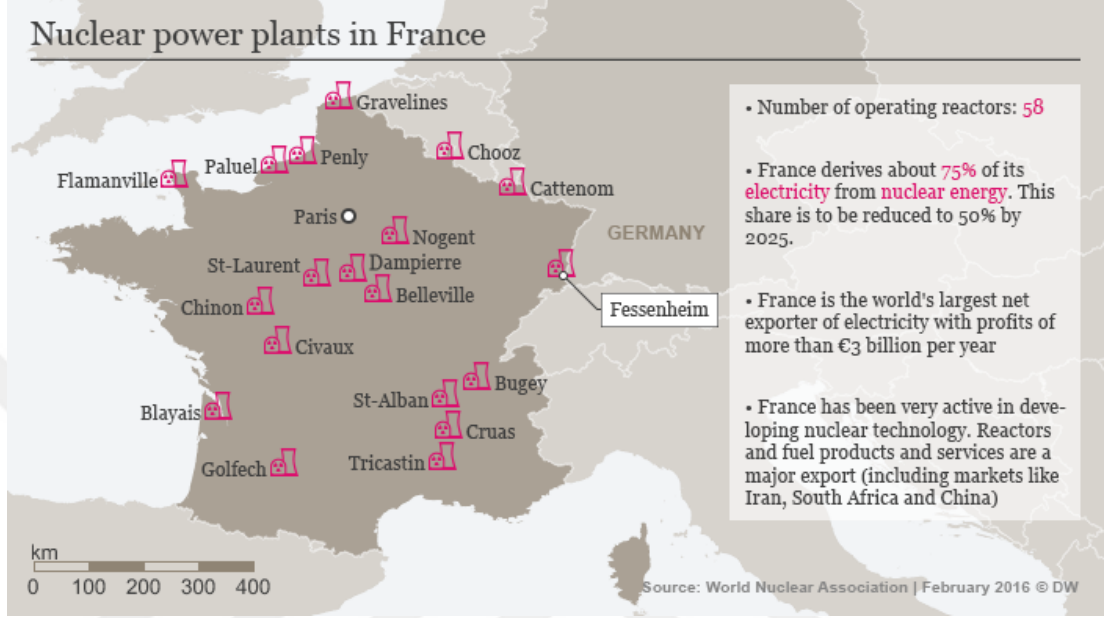 Nuclear power plants in France
Gravelines
Chooz
Paluel
Penly
Flamanville
Cattenom
Paris
Nogent
GERMANY
St-Laurent
Dampierre
Belleville
Chinon
Fessenheim
Civaux
Bugey
St-Alban
Blayais
Cruas
Golfech
Tricastin
• Number of operating reactors: 58
• France derives about 75% of its
electricity from nuclear energy. This
share is to be reduced to 50% by
2025.
• France is the world's largest net
exporter of electricity with profits of
more than €3 billion per year
• France has been very active in deve-
loping nuclear technology. Reactors
and fuel products and services are a
major export (including markets like
Iran, South Africa and China)
km
0 100 200 300 400
Source: World Nuclear Association | February 2016 © DW